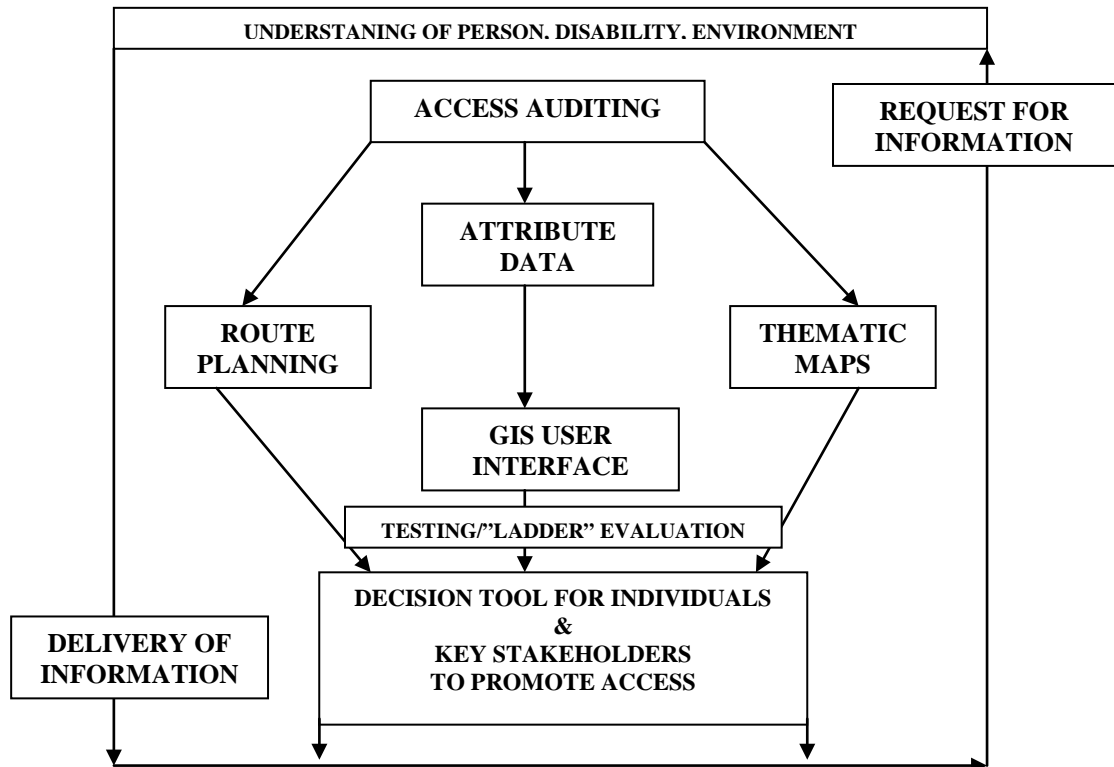 UNDERSTANING OF PERSON. DISABILITY. ENVIRONMENT
ACCESS AUDITING
REQUEST FOR
INFORMATION
ATTRIBUTE
DATA
ROUTE
PLANNING
THEMATIC
MAPS
GIS USER
INTERFACE
TESTING/”LADDER” EVALUATION
DECISION TOOL FOR INDIVIDUALS
&
KEY STAKEHOLDERS
TO PROMOTE ACCESS
DELIVERY OF
INFORMATION